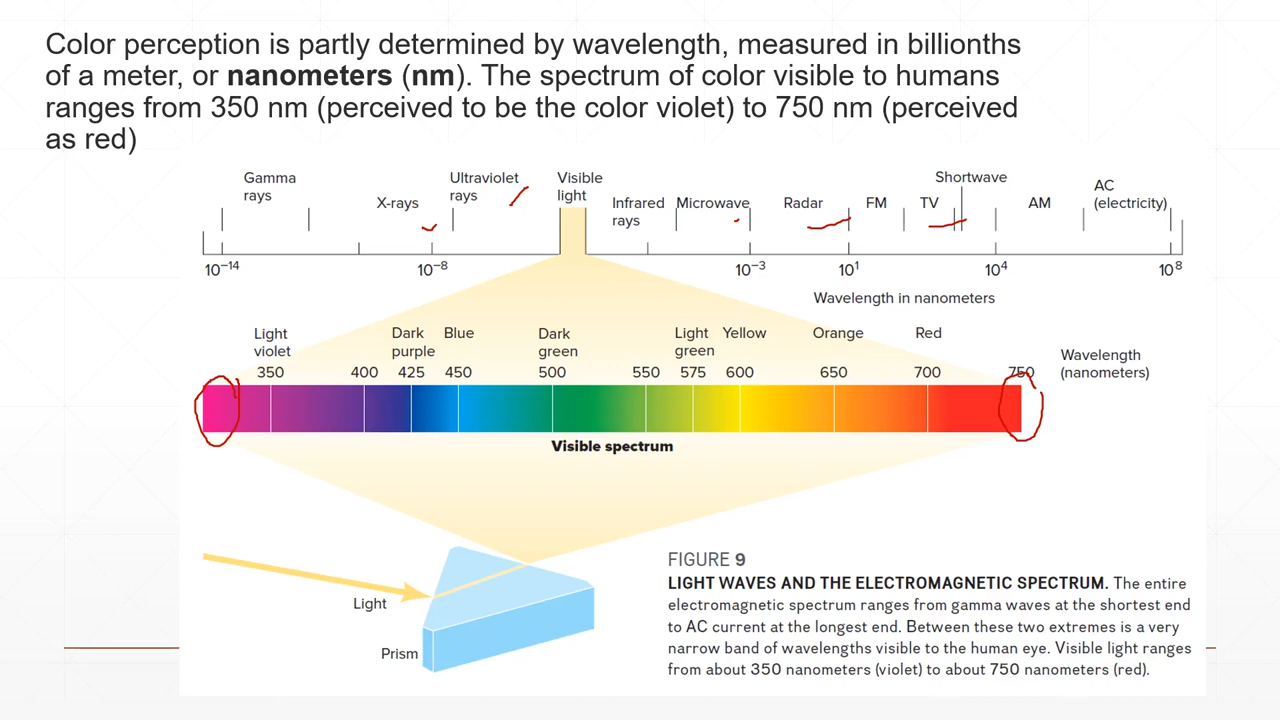 Color perception is partly determined by wavelength, measured in billionths
of a meter, or nanometers (nm). The spectrum of color visible to humans
ranges from 350 nm (perceived to be the color violet) to 750 nm (perceived
as red)
Gamma rays
X-rays
Ultraviolet rays
Visible light
Infrared rays
Microwave
Radar
FM
TV
Shortwave
AM
AC (electricity)
10⁻¹⁴ 10⁻⁸ 10⁻³ 10¹ 10⁴ 10⁸
Wavelength in nanometers
Light violet
Dark purple
Blue
Dark green
Light green
Yellow
Orange
Red
350 400 425 450 500 550 575 600 650 700 750
Wavelength (nanometers)
Visible spectrum
Light
Prism
FIGURE 9
LIGHT WAVES AND THE ELECTROMAGNETIC SPECTRUM. The entire
electromagnetic spectrum ranges from gamma waves at the shortest end
to AC current at the longest end. Between these two extremes is a very
narrow band of wavelengths visible to the human eye. Visible light ranges
from about 350 nanometers (violet) to about 750 nanometers (red).